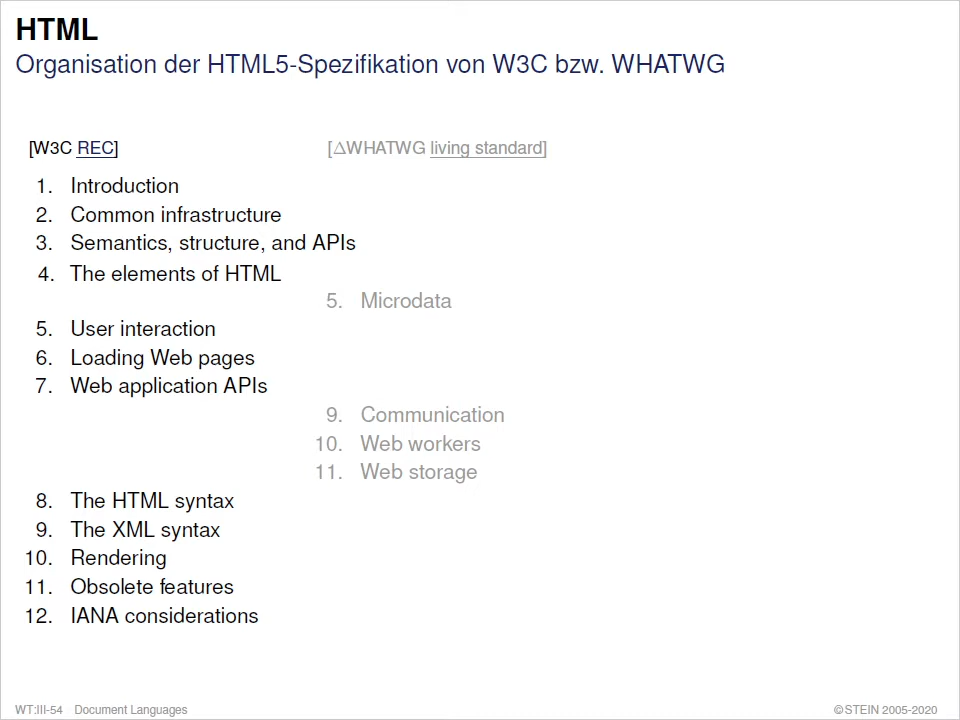 HTML
Organisation der HTML5-Spezifikation von W3C bzw. WHATWG
[W3C REC] [ΔWHATWG living standard]
1. Introduction
2. Common infrastructure
3. Semantics, structure, and APIs
4. The elements of HTML
5. Microdata
5. User interaction
6. Loading Web pages
7. Web application APIs
9. Communication
10. Web workers
11. Web storage
8. The HTML syntax
9. The XML syntax
10. Rendering
11. Obsolete features
12. IANA considerations
WT:III-54 Document Languages ©STEIN 2005-2020